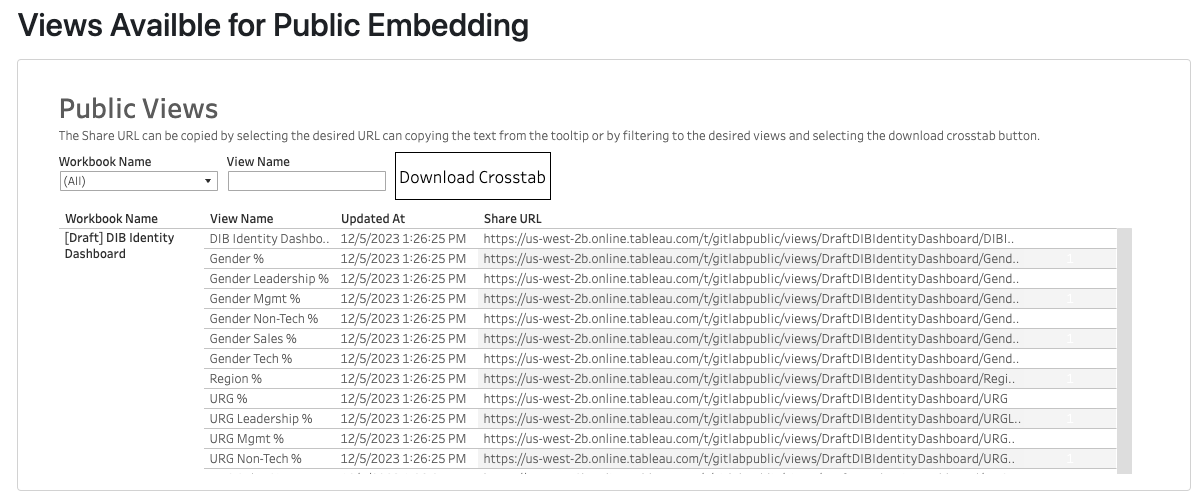 Views Availble for Public Embedding
Public Views
The Share URL can be copied by selecting the desired URL can copying the text from the tooltip or by filtering to the desired views and selecting the download crosstab button.
Workbook Name View Name
(All) Download Crosstab
Workbook Name View Name Updated At Share URL
[Draft] DIB Identity Dashboard DIB Identity Dashbo.. 12/5/2023 1:26:25 PM https://us-west-2b.online.tableau.com/t/gitlabpublic/views/DraftDIBIdentityDashboard/DIBI..
Gender % 12/5/2023 1:26:25 PM https://us-west-2b.online.tableau.com/t/gitlabpublic/views/DraftDIBIdentityDashboard/Gend..
Gender Leadership % 12/5/2023 1:26:25 PM https://us-west-2b.online.tableau.com/t/gitlabpublic/views/DraftDIBIdentityDashboard/Gend..
Gender Mgmt % 12/5/2023 1:26:25 PM https://us-west-2b.online.tableau.com/t/gitlabpublic/views/DraftDIBIdentityDashboard/Gend..
Gender Non-Tech % 12/5/2023 1:26:25 PM https://us-west-2b.online.tableau.com/t/gitlabpublic/views/DraftDIBIdentityDashboard/Gend..
Gender Sales % 12/5/2023 1:26:25 PM https://us-west-2b.online.tableau.com/t/gitlabpublic/views/DraftDIBIdentityDashboard/Gend..
Gender Tech % 12/5/2023 1:26:25 PM https://us-west-2b.online.tableau.com/t/gitlabpublic/views/DraftDIBIdentityDashboard/Gend..
Region % 12/5/2023 1:26:25 PM https://us-west-2b.online.tableau.com/t/gitlabpublic/views/DraftDIBIdentityDashboard/Regi..
URG % 12/5/2023 1:26:25 PM https://us-west-2b.online.tableau.com/t/gitlabpublic/views/DraftDIBIdentityDashboard/URG
URG Leadership % 12/5/2023 1:26:25 PM https://us-west-2b.online.tableau.com/t/gitlabpublic/views/DraftDIBIdentityDashboard/URGL..
URG Mgmt % 12/5/2023 1:26:25 PM https://us-west-2b.online.tableau.com/t/gitlabpublic/views/DraftDIBIdentityDashboard/URG..
URG Non-Tech % 12/5/2023 1:26:25 PM https://us-west-2b.online.tableau.com/t/gitlabpublic/views/DraftDIBIdentityDashboard/URG..